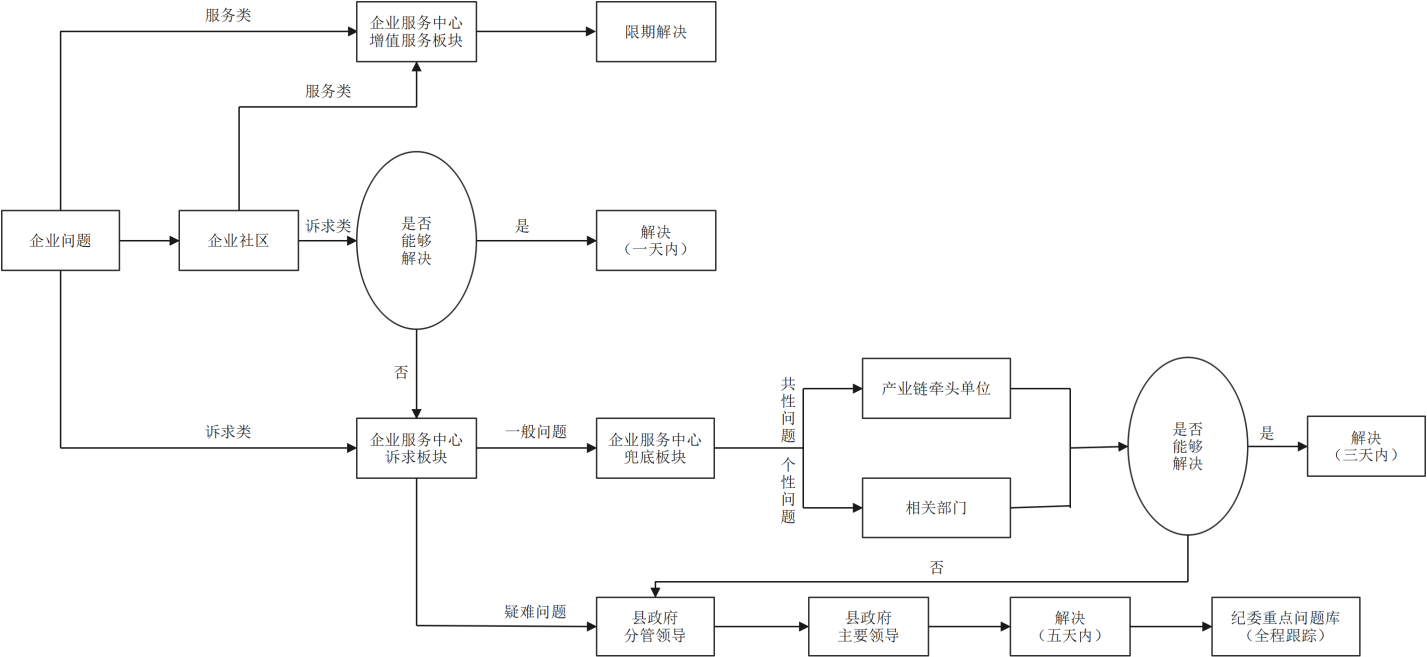 服务类
企业服务中心
增值服务板块
限期解决
服务类
企业问题
企业社区
诉求类
是否
能够
解决
是
解决
（一天内）
否
诉求类
企业服务中心
诉求板块
一般问题
企业服务中心
兜底板块
共性问题
个性问题
产业链牵头单位
相关部门
是否
能够
解决
是
解决
（三天内）
否
疑难问题
县政府
分管领导
县政府
主要领导
解决
（五天内）
纪委重点问题库
（全程跟踪）